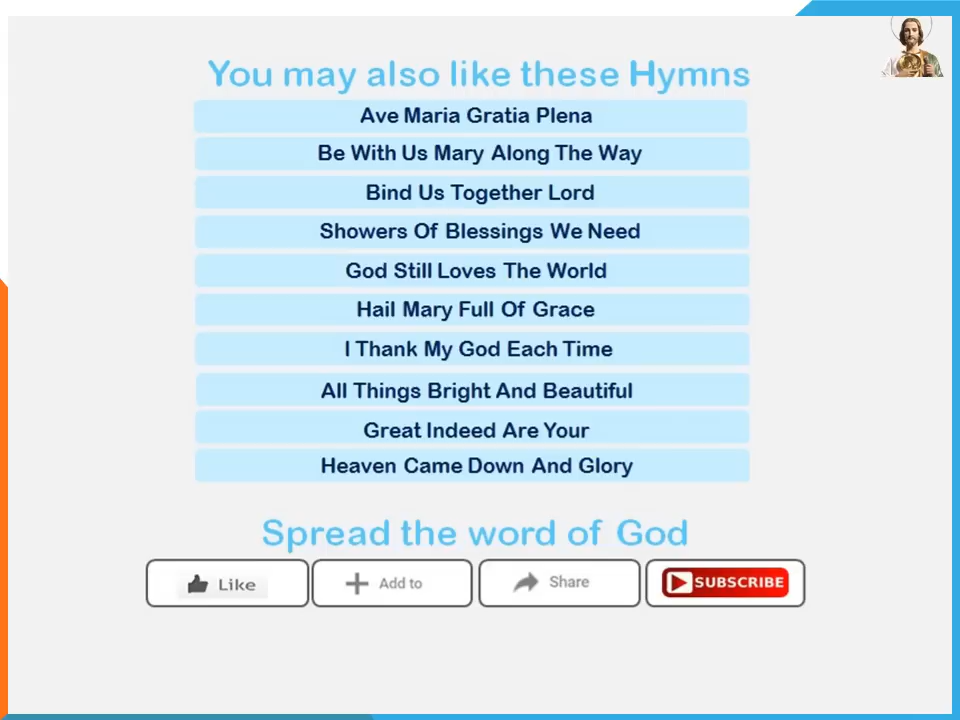 You may also like these Hymns
Ave Maria Gratia Plena
Be With Us Mary Along The Way
Bind Us Together Lord
Showers Of Blessings We Need
God Still Loves The World
Hail Mary Full Of Grace
I Thank My God Each Time
All Things Bright And Beautiful
Great Indeed Are Your
Heaven Came Down And Glory
Spread the word of God
Like Add to Share SUBSCRIBE